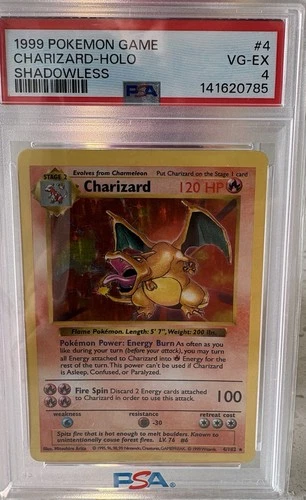 1999 POKEMON GAME #4
CHARIZARD-HOLO VG-EX
SHADOWLESS 4
PSA 141620785
STAGE 2 Evolves from Charmeleon Put Charizard on the Stage 1 card
Charizard 120 HP
Flame Pokémon. Length: 5' 7", Weight: 200 lbs.
Pokémon Power: Energy Burn As often as you
like during your turn (before your attack), you may turn
all Energy attached to Charizard into for the
rest of the turn. This power can't be used if Charizard
is Asleep, Confused, or Paralyzed.
Fire Spin Discard 2 Energy cards attached
to Charizard in order to use this attack. 100
weakness resistance retreat cost
-30
Spits fire that is hot enough to melt boulders. Known to
unintentionally cause forest fires. LV. 76 #6
Illus. Mitsuhiro Arita 4/102
PSA